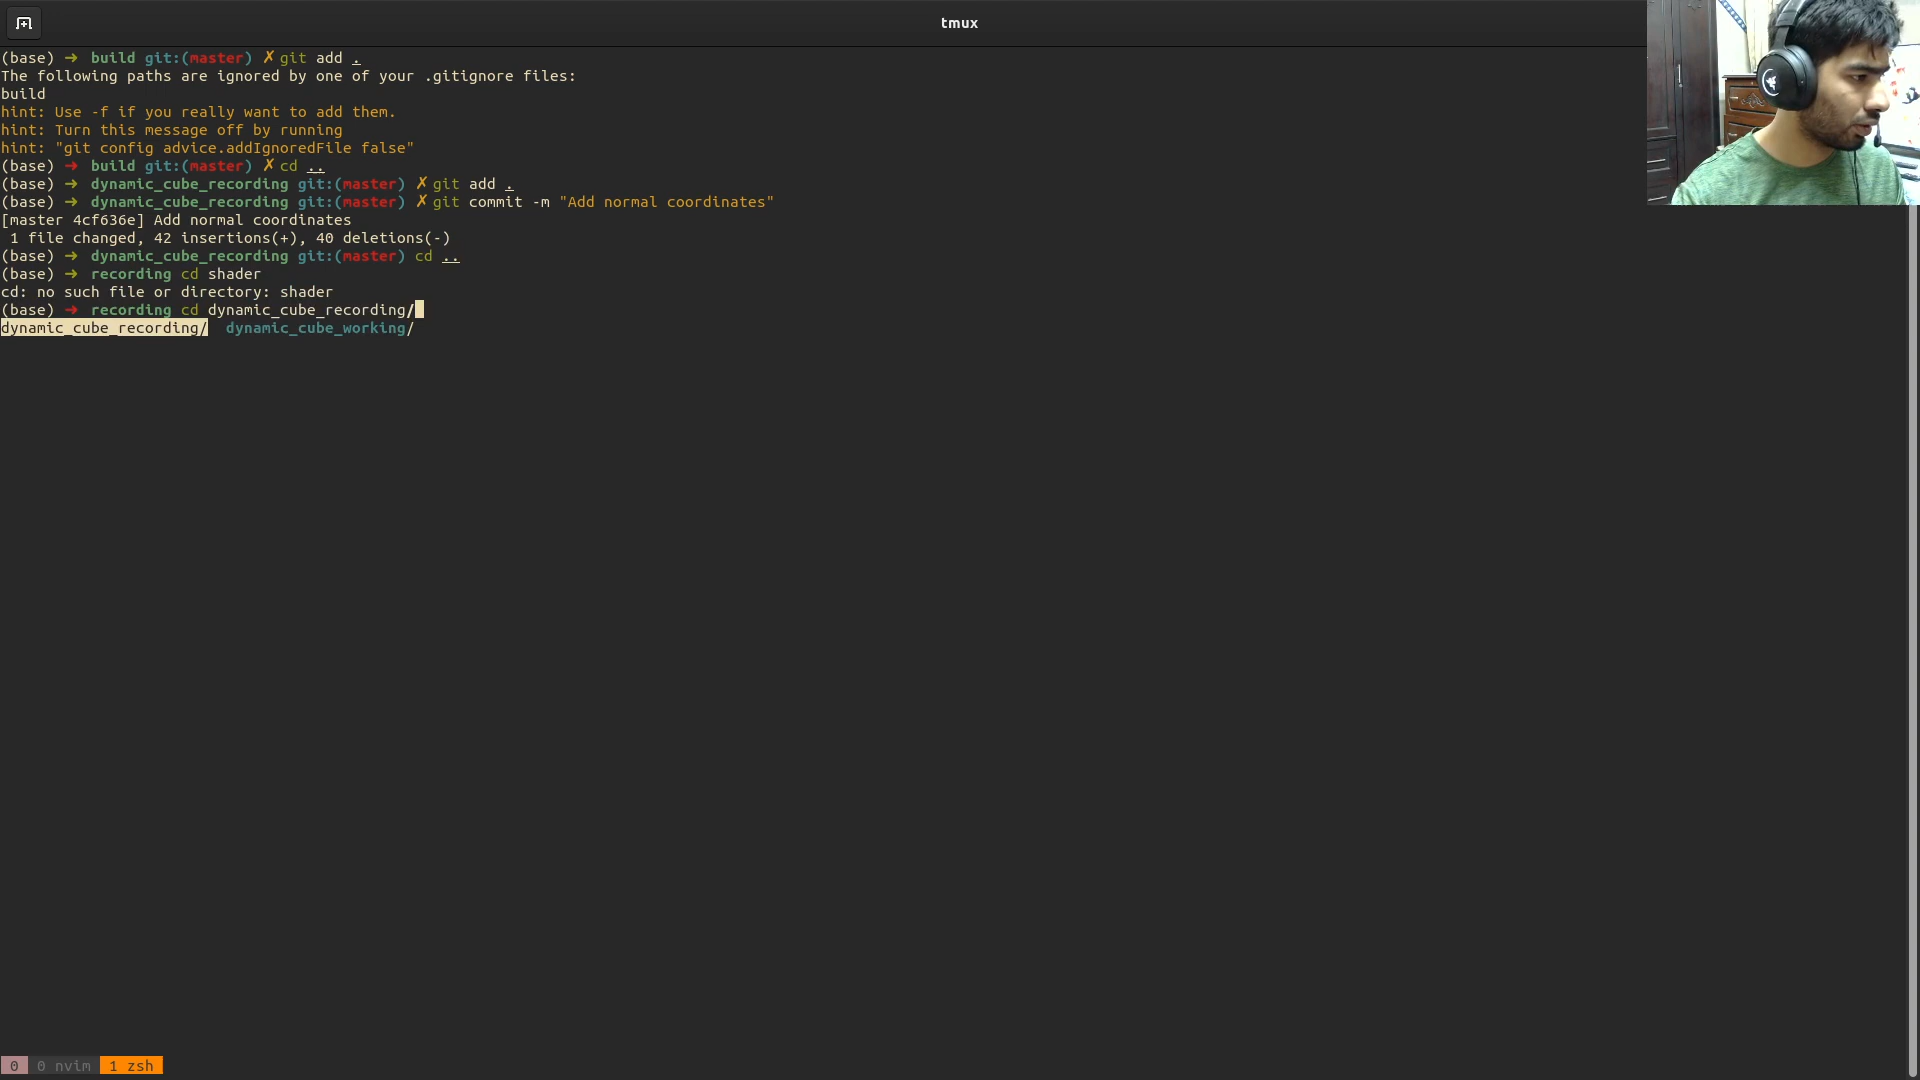 tmux
(base) → build git:(master) ✗ git add .
The following paths are ignored by one of your .gitignore files:
build
hint: Use -f if you really want to add them.
hint: Turn this message off by running
hint: "git config advice.addIgnoredFile false"
(base) → build git:(master) ✗ cd ..
(base) → dynamic_cube_recording git:(master) ✗ git add .
(base) → dynamic_cube_recording git:(master) ✗ git commit -m "Add normal coordinates"
[master 4cf636e] Add normal coordinates
1 file changed, 42 insertions(+), 40 deletions(-)
(base) → dynamic_cube_recording git:(master) cd ..
(base) → recording cd shader
cd: no such file or directory: shader
(base) → recording cd dynamic_cube_recording/
dynamic_cube_recording/ dynamic_cube_working/
0 0 nvim 1 zsh